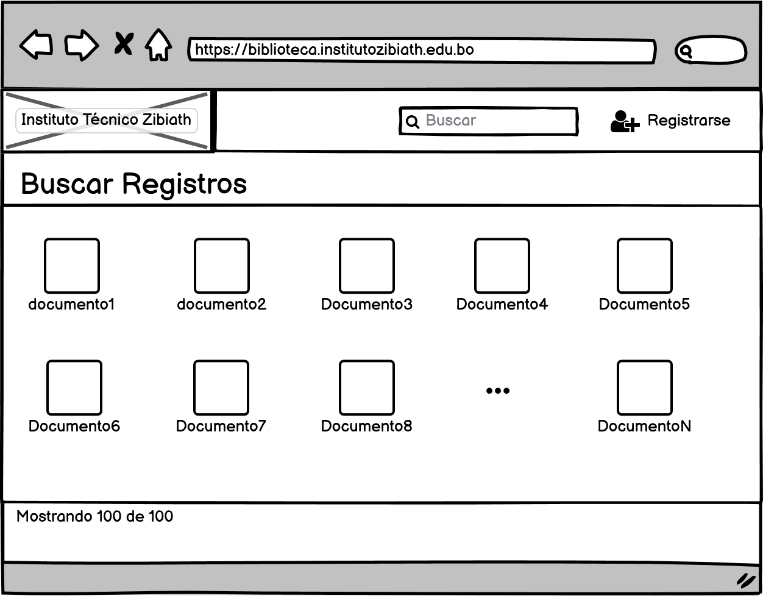 https://biblioteca.institutozibiath.edu.bo
Instituto Técnico Zibiath
Buscar
Registrarse
Buscar Registros
documento1
documento2
Documento3
Documento4
Documento5
Documento6
Documento7
Documento8
...
DocumentoN
Mostrando 100 de 100